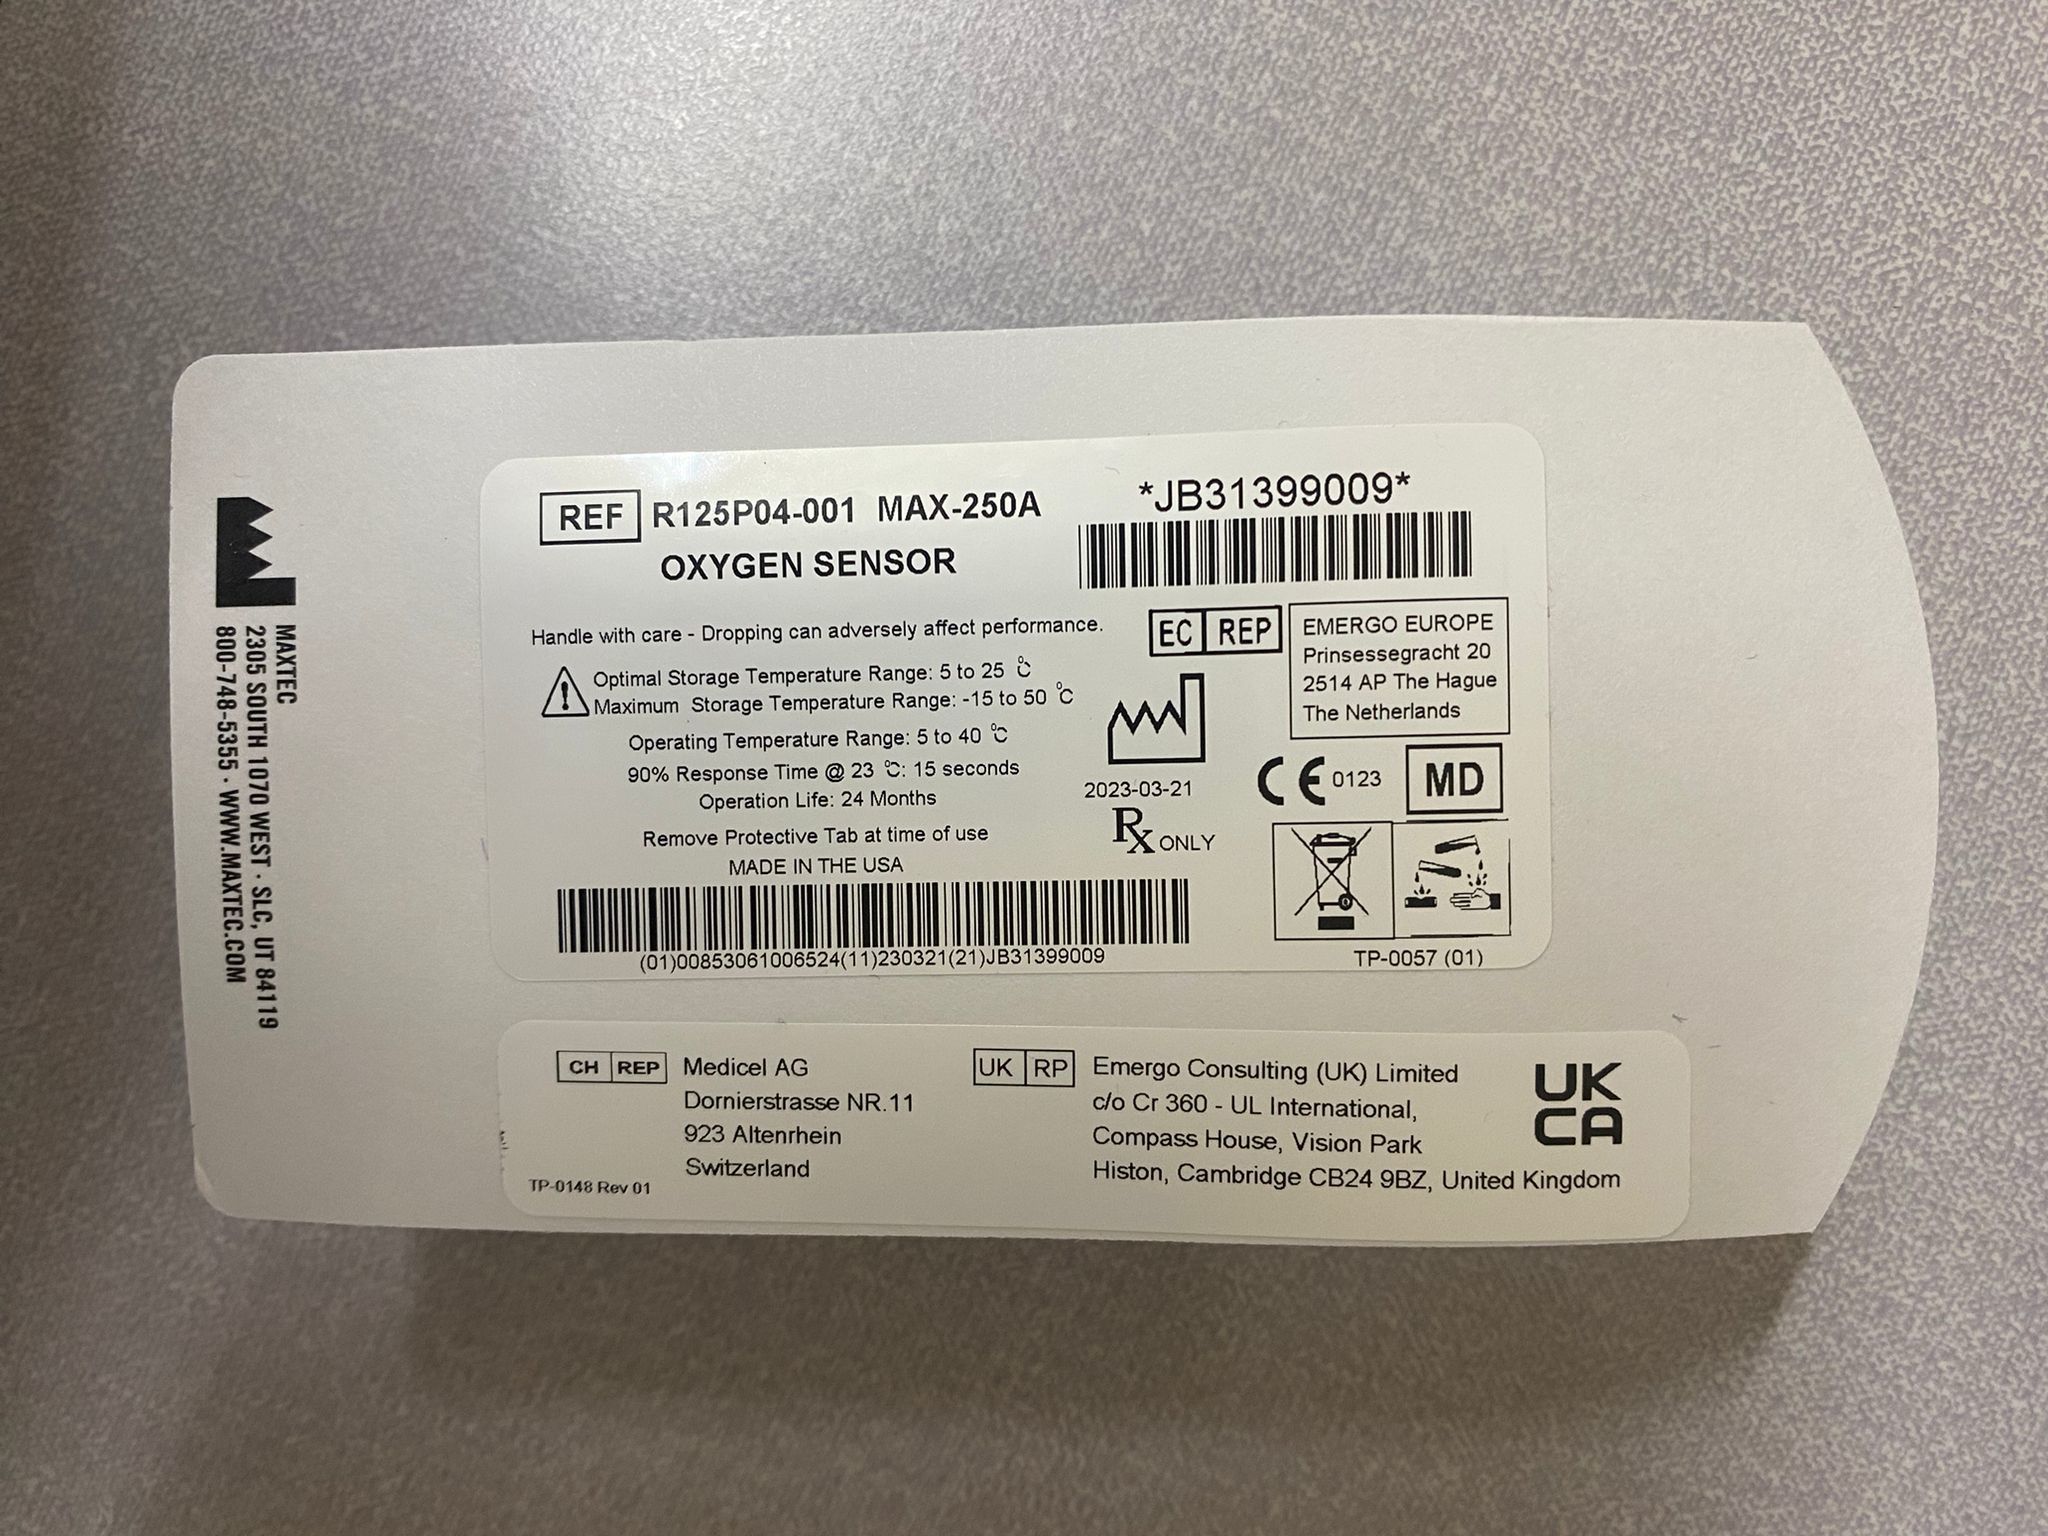 MAXTEC
2305 SOUTH 1070 WEST · SLC, UT 84119
800-748-5355 · WWW.MAXTEC.COM
REF R125P04-001 MAX-250A
OXYGEN SENSOR
*JB31399009*
Handle with care - Dropping can adversely affect performance.
Optimal Storage Temperature Range: 5 to 25 °C
Maximum Storage Temperature Range: -15 to 50 °C
Operating Temperature Range: 5 to 40 °C
90% Response Time @ 23 °C: 15 seconds
Operation Life: 24 Months
Remove Protective Tab at time of use
MADE IN THE USA
(01)00853061006524(11)230321(21)JB31399009
EC REP
EMERGO EUROPE
Prinsessegracht 20
2514 AP The Hague
The Netherlands
2023-03-21
Rx ONLY
CE 0123
MD
TP-0057 (01)
CH REP
Medicel AG
Dornierstrasse NR.11
923 Altenrhein
Switzerland
TP-0148 Rev 01
UK RP
Emergo Consulting (UK) Limited
c/o Cr 360 - UL International,
Compass House, Vision Park
Histon, Cambridge CB24 9BZ, United Kingdom
UK
CA